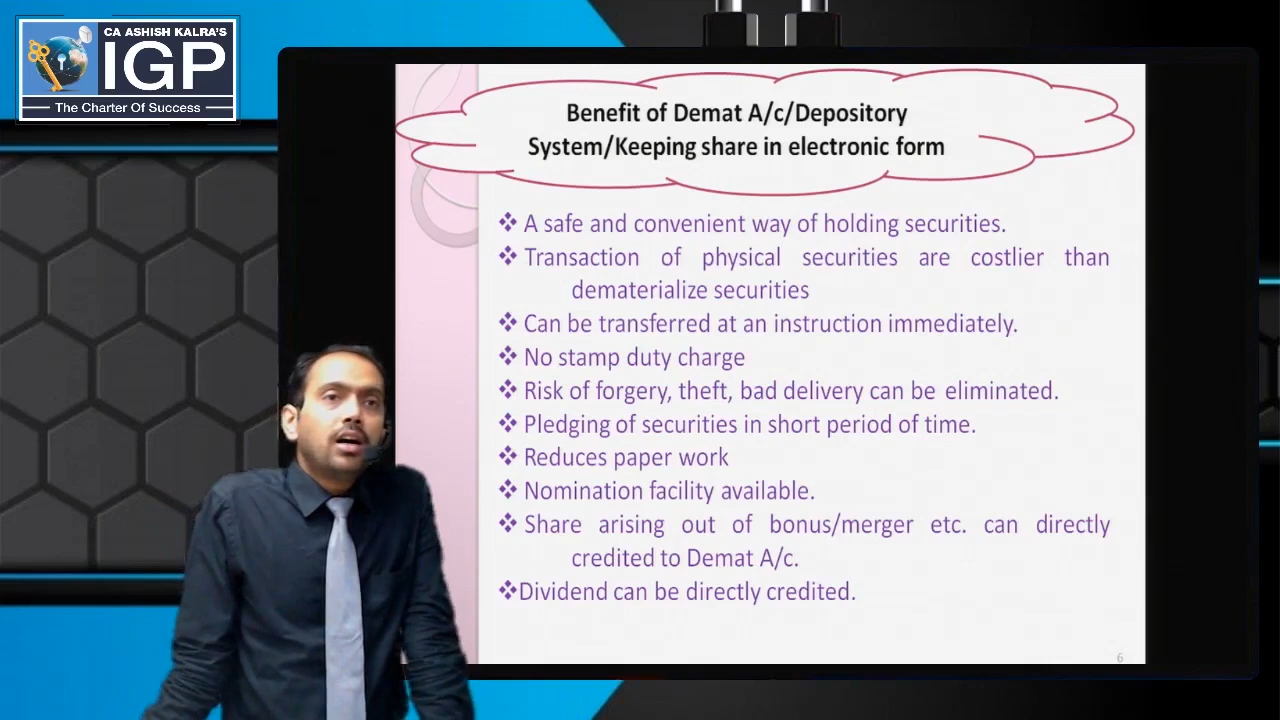 CA ASHISH KALRA'S
IGP
The Charter Of Success
Benefit of Demat A/c/Depository
System/Keeping share in electronic form
❖ A safe and convenient way of holding securities.
❖ Transaction of physical securities are costlier than
dematerialize securities
❖ Can be transferred at an instruction immediately.
❖ No stamp duty charge
❖ Risk of forgery, theft, bad delivery can be eliminated.
❖ Pledging of securities in short period of time.
❖ Reduces paper work
❖ Nomination facility available.
❖ Share arising out of bonus/merger etc. can directly
credited to Demat A/c.
❖Dividend can be directly credited.
6